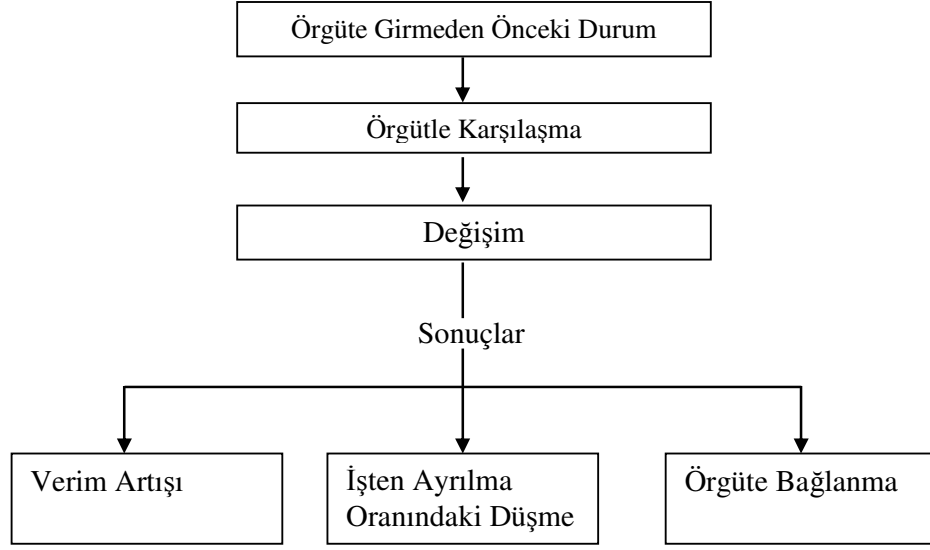 Örgüte Girmeden Önceki Durum
Örgütle Karşılaşma
Değişim
Sonuçlar
Verim Artışı
İşten Ayrılma
Oranındaki Düşme
Örgüte Bağlanma